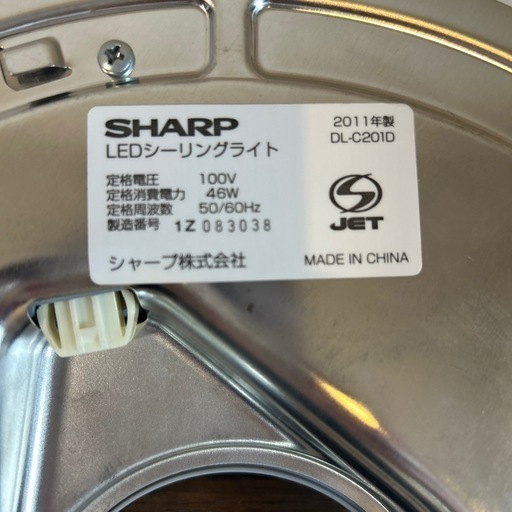 SHARP
2011年製
LEDシーリングライト
DL-C201D
定格電圧 100V
定格消費電力 46W
定格周波数 50/60Hz
製造番号 1Z 083038
JET
シャープ株式会社
MADE IN CHINA